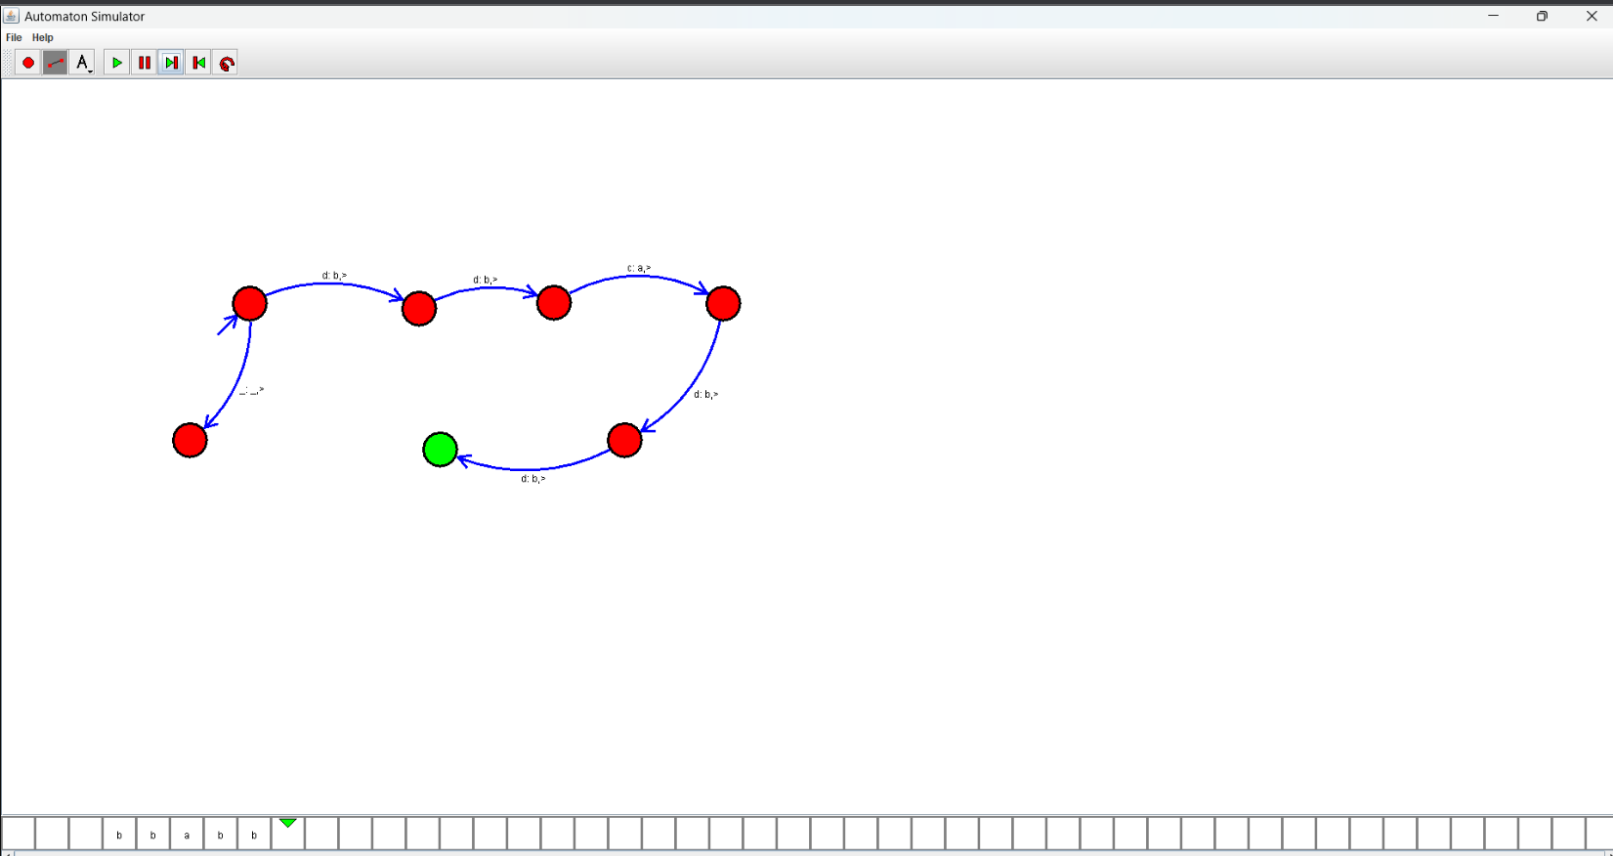 Automaton Simulator
File Help
A
d: b,>
d: b,>
c: a,>
_: _,>
d: b,>
d: b,>
b b a b b